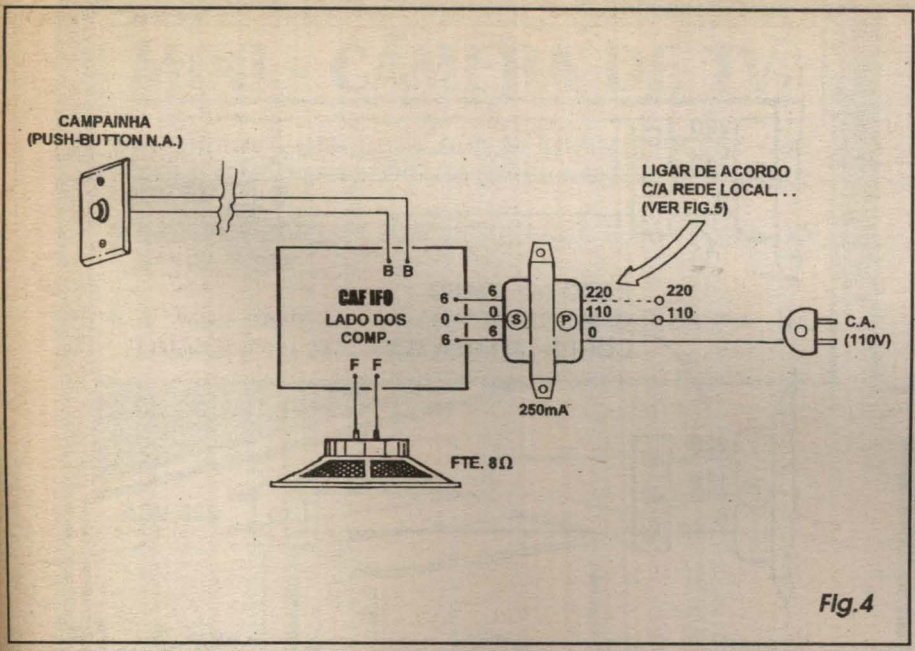 CAMPAINHA
(PUSH-BUTTON N.A.)
LIGAR DE ACORDO
C/A REDE LOCAL...
(VER FIG.5)
B B
CAF IFO
LADO DOS
COMP.
6 6
0 0
6 6
S P
220 220
110 110
0
C.A.
(110V)
F F
250mA
FTE. 8Ω
Fig.4